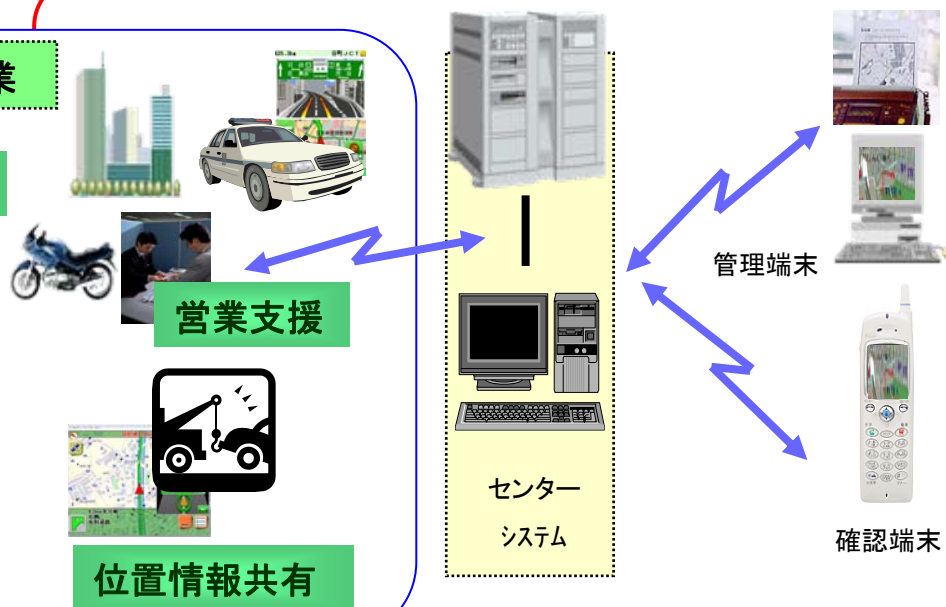 業
営業支援
位置情報共有
センター
システム
管理端末
確認端末